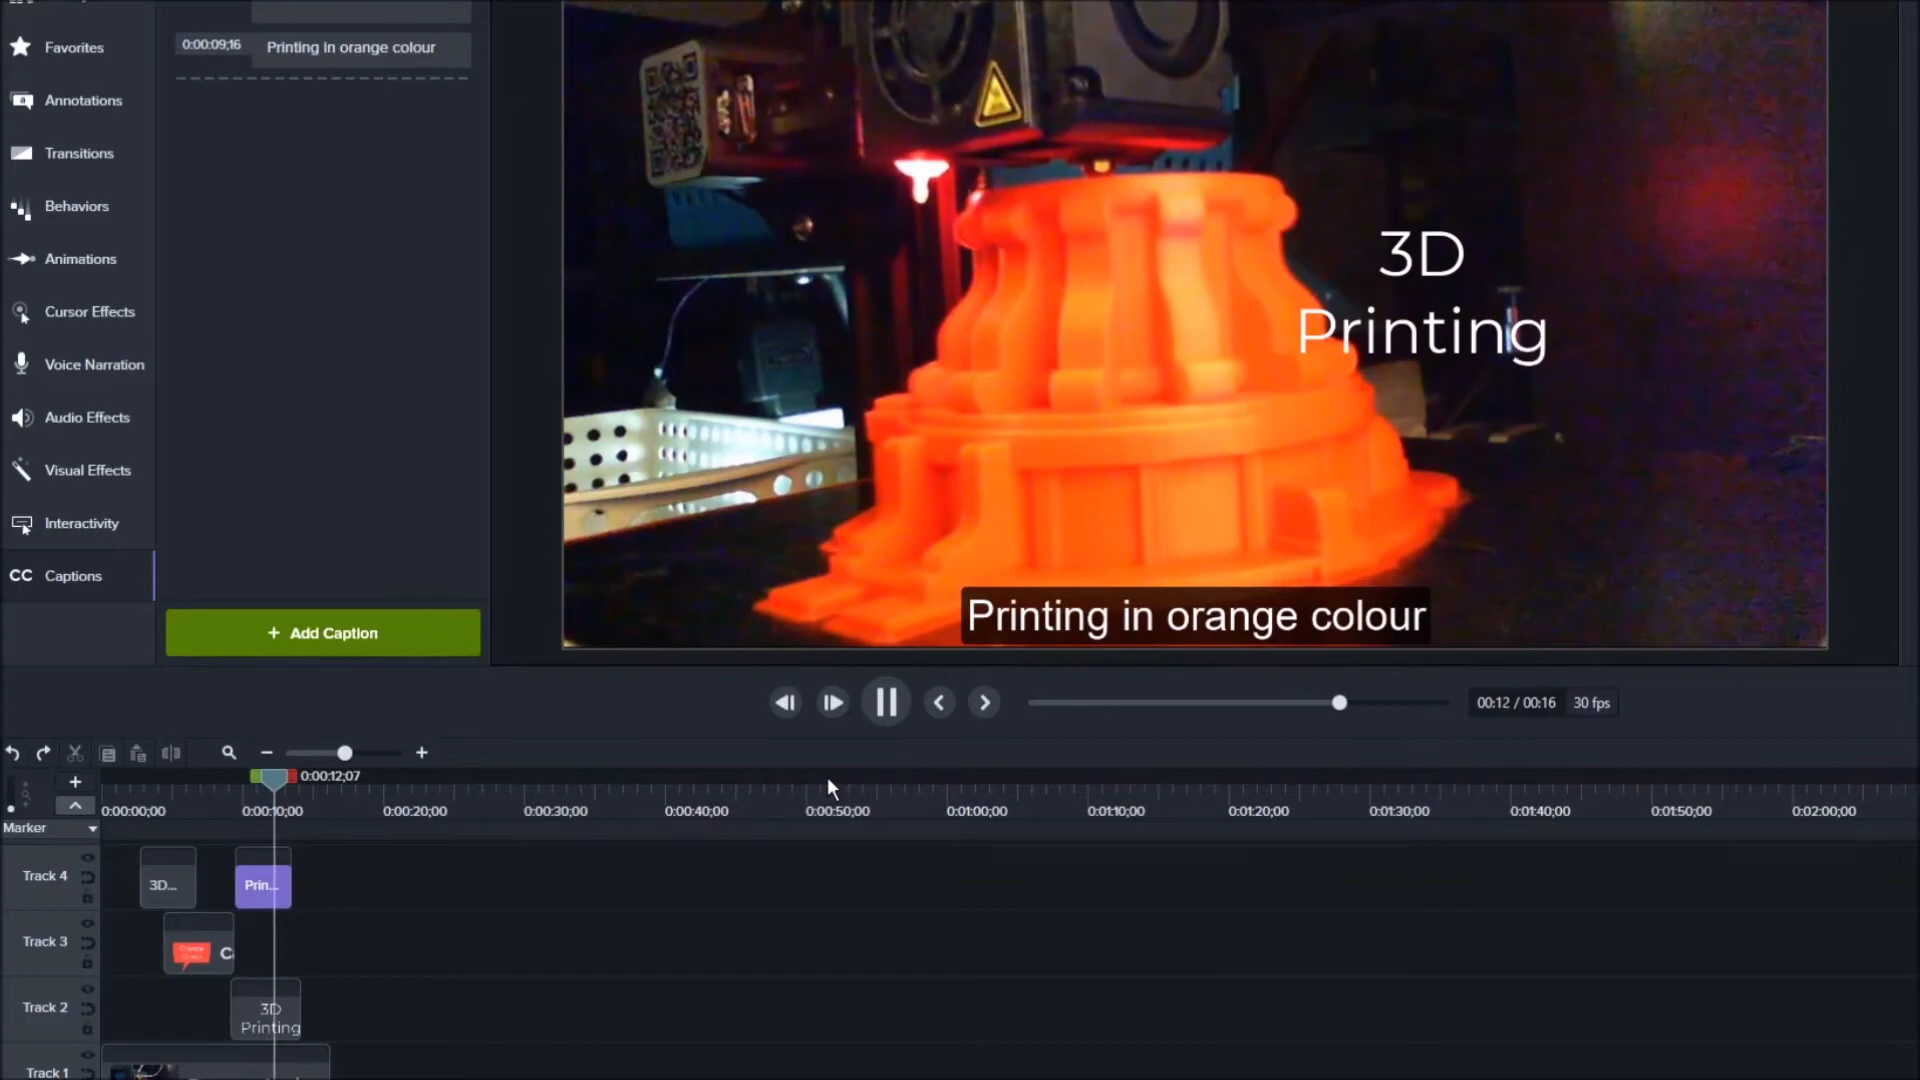 Favorites
Annotations
Transitions
Behaviors
Animations
Cursor Effects
Voice Narration
Audio Effects
Visual Effects
Interactivity
CC Captions
0:00:09;16 Printing in orange colour
+ Add Caption
3D
Printing
Printing in orange colour
00:12 / 00:16 30 fps
0:00:12;07
0:00:00;00 0:00:10;00 0:00:20;00 0:00:30;00 0:00:40;00 0:00:50;00 0:01:00;00 0:01:10;00 0:01:20;00 0:01:30;00 0:01:40;00 0:01:50;00 0:02:00;00
Marker
Track 4 3D... Prin...
Track 3 C
Track 2 3D
Printing
Track 1